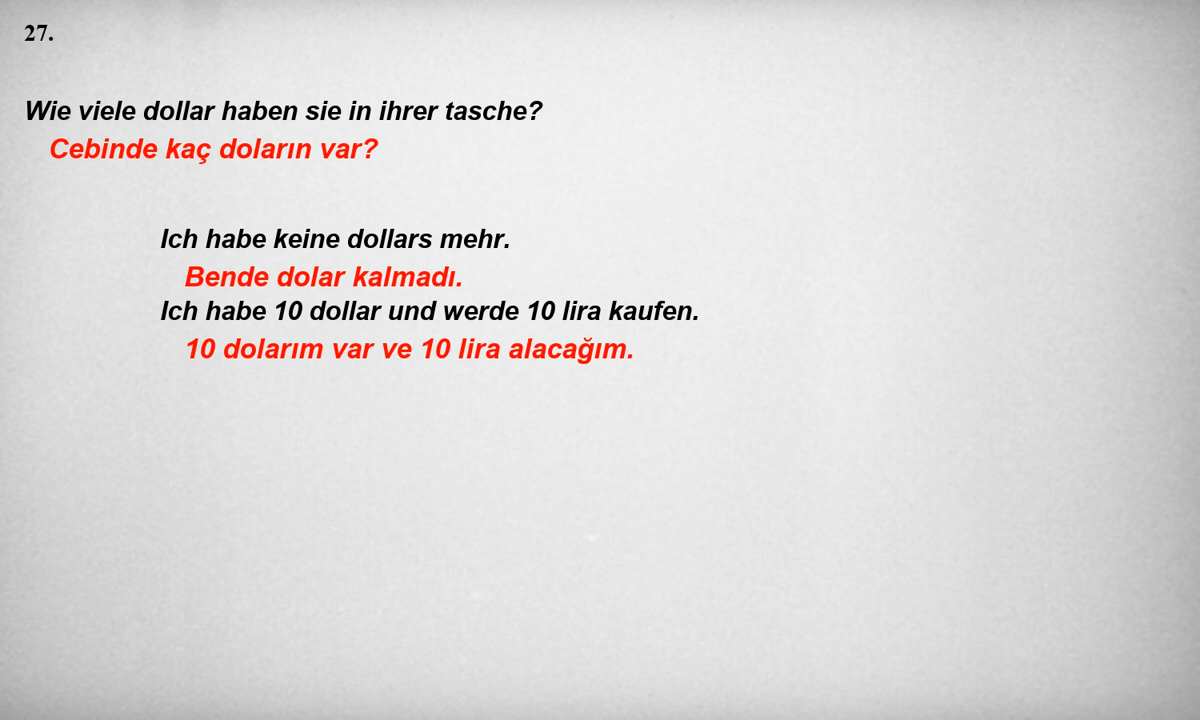 27.
Wie viele dollar haben sie in ihrer tasche?
Cebinde kaç doların var?
Ich habe keine dollars mehr.
Bende dolar kalmadı.
Ich habe 10 dollar und werde 10 lira kaufen.
10 dolarım var ve 10 lira alacağım.